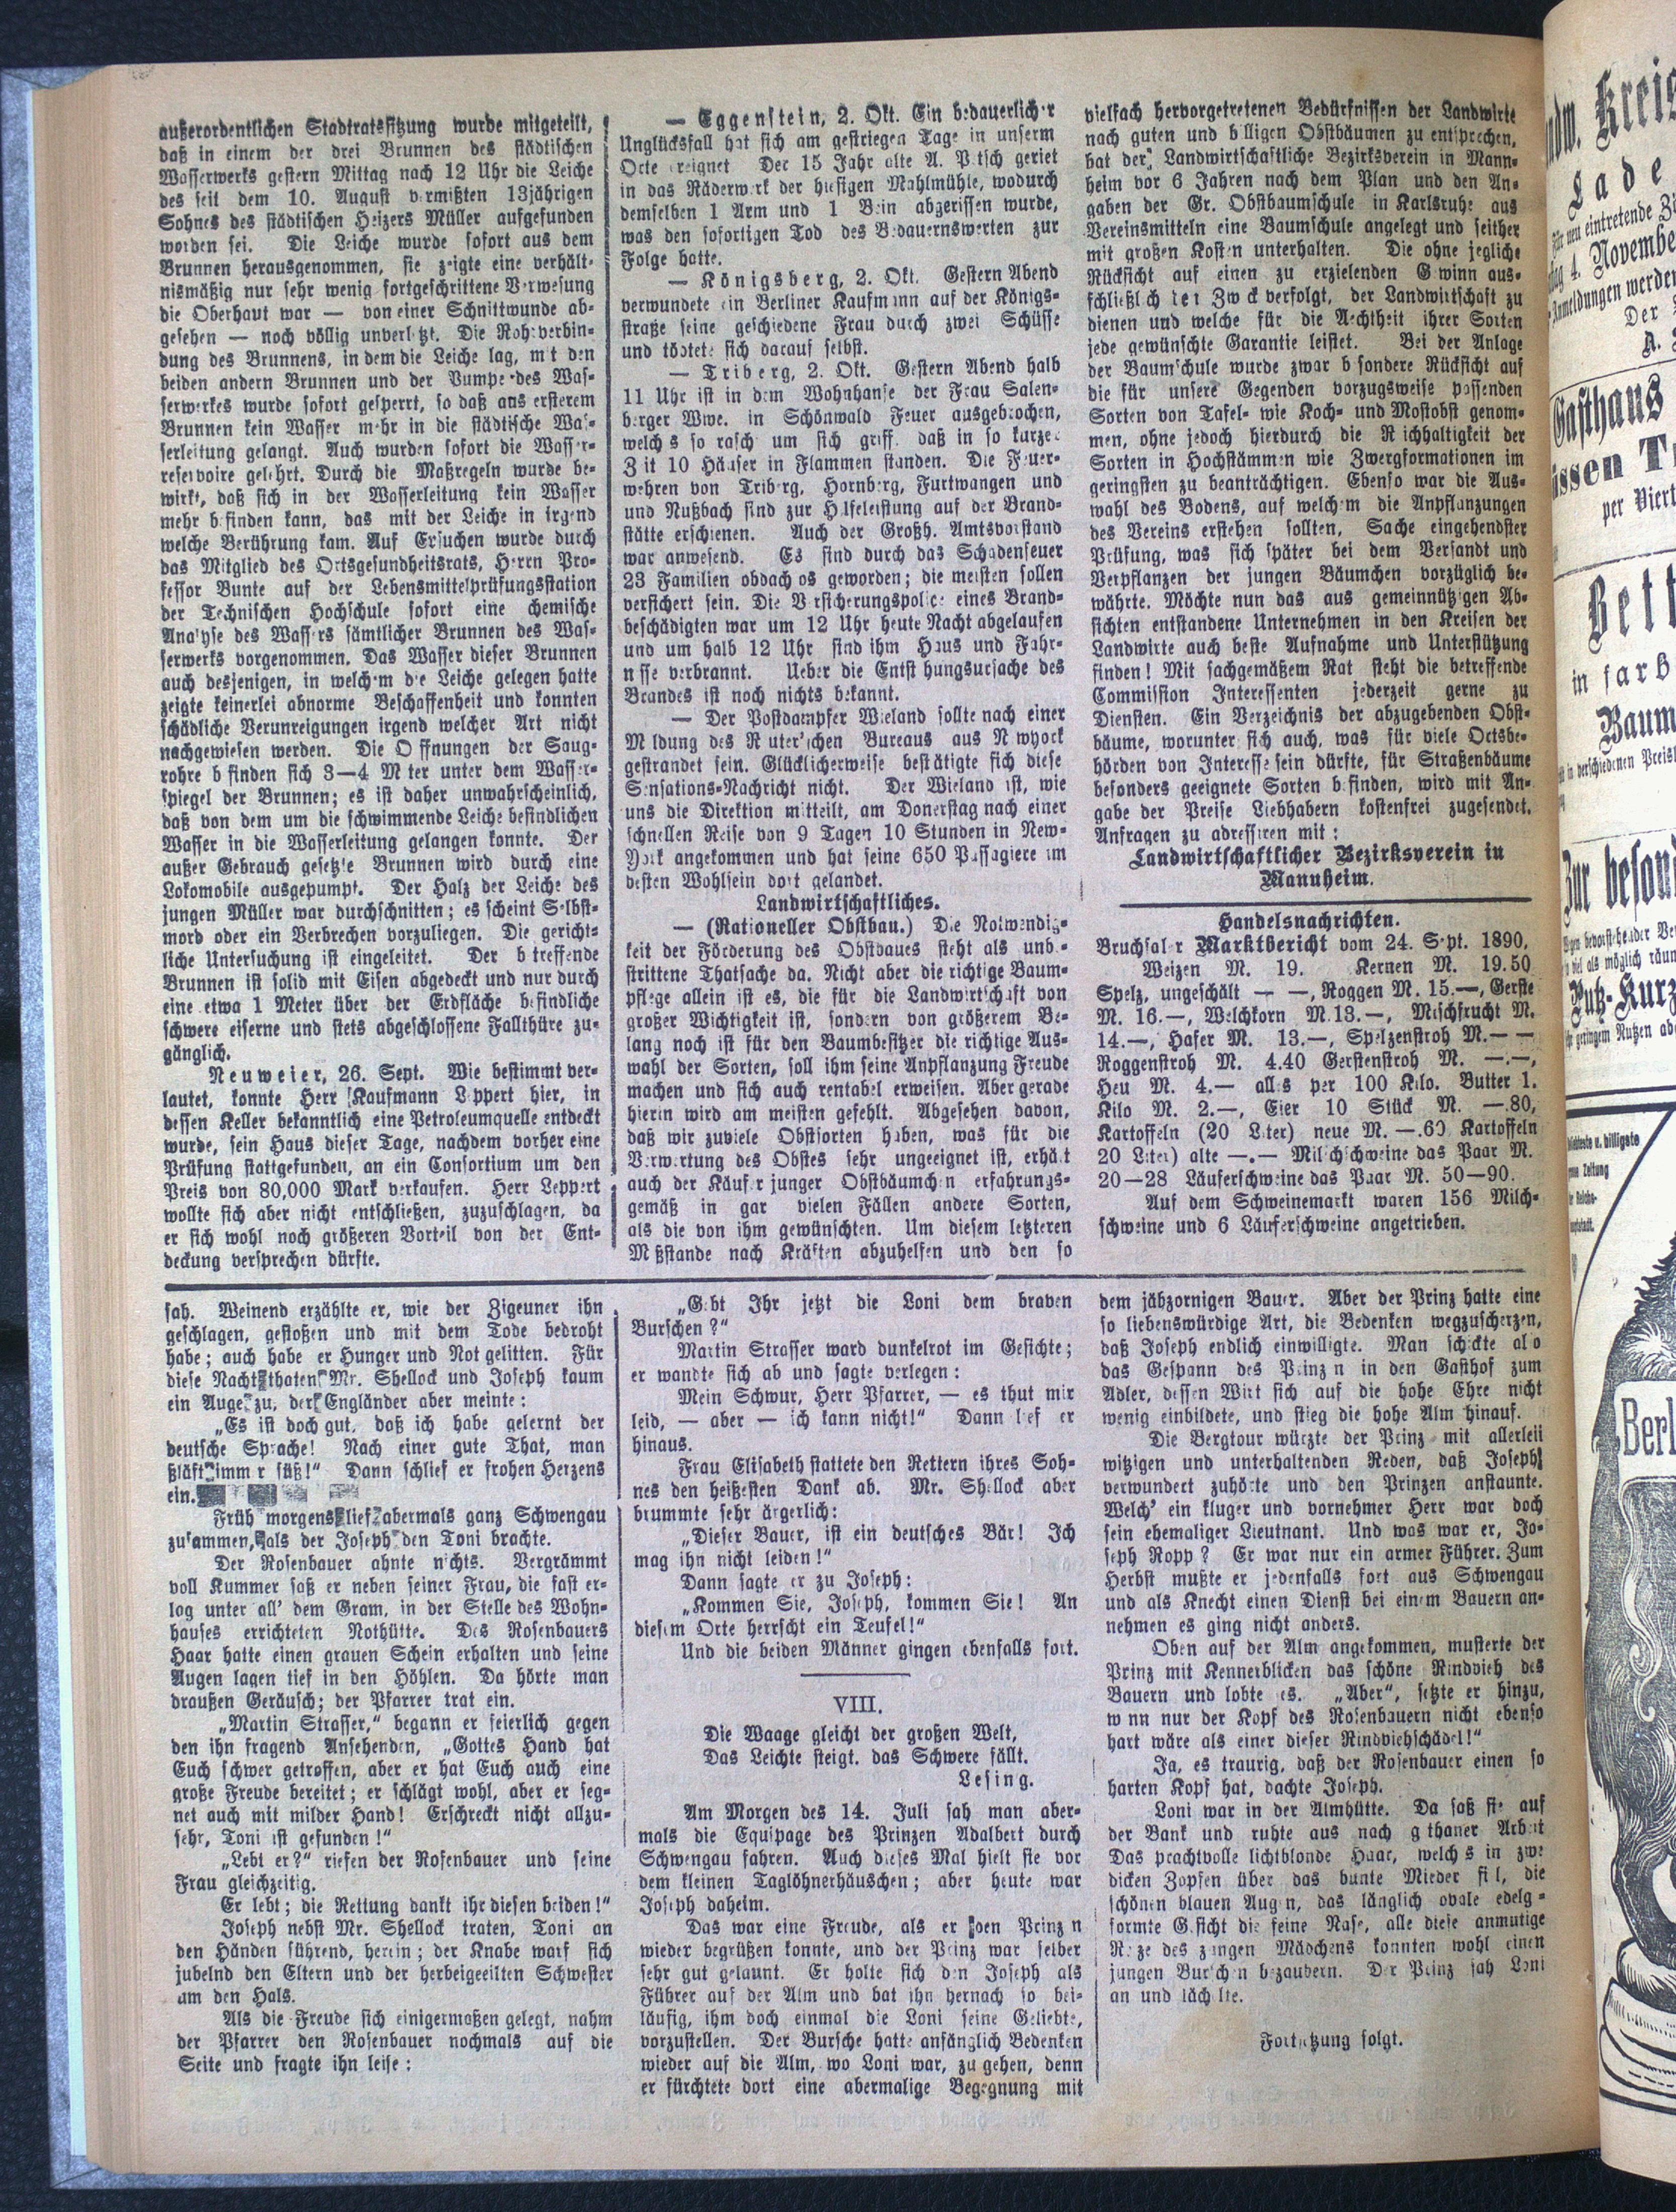 außerordentlichen Stadtratssitzung wurde mitgeteilt,
daß in einem der drei Brunnen des städtischen
Wasserwerks gestern Mittag nach 12 Uhr die Leiche
des seit dem 10. August vermißten 13jährigen
Sohnes des städtischen Heizers Müller aufgefunden
worden sei. Die Leiche wurde sofort aus dem
Brunnen herausgenommen, sie zeigte eine verhält-
nismäßig nur sehr wenig fortgeschrittene Verwesung
die Oberhaut war — von einer Schnittwunde ab-
gesehen — noch völlig unverletzt. Die Rohrverbin-
dung des Brunnens, in dem die Leiche lag, mit den
beiden andern Brunnen und der Pumpe des Was-
serwerkes wurde sofort gesperrt, so daß aus ersterem
Brunnen kein Wasser mehr in die städtische Was-
serleitung gelangt. Auch wurden sofort die Wasser-
reservoire gelehrt. Durch die Maßregeln wurde be-
wirkt, daß sich in der Wasserleitung kein Wasser
mehr befinden kann, das mit der Leiche in irgend
welche Berührung kam. Auf Ersuchen wurde durch
das Mitglied des Ortsgesundheitsrats, Herrn Pro-
fessor Bunte auf der Lebensmittelprüfungsstation
der Technischen Hochschule sofort eine chemische
Analyse des Wassers sämtlicher Brunnen des Was-
serwerks vorgenommen. Das Wasser dieser Brunnen
auch desjenigen, in welchem die Leiche gelegen hatte
zeigte keinerlei abnorme Beschaffenheit und konnten
schädliche Verunreigungen irgend welcher Art nicht
nachgewiesen werden. Die Oeffnungen der Saug-
rohre befinden sich 3—4 Meter unter dem Wasser-
spiegel der Brunnen; es ist daher unwahrscheinlich,
daß von dem um die schwimmende Leiche befindlichen
Wasser in die Wasserleitung gelangen konnte. Der
außer Gebrauch gesetzte Brunnen wird durch eine
Lokomobile ausgepumpt. Der Halz der Leiche des
jungen Müller war durchschnitten; es scheint Selbst-
mord oder ein Verbrechen vorzuliegen. Die gericht-
liche Untersuchung ist eingeleitet. Der betreffende
Brunnen ist solid mit Eisen abgedeckt und nur durch
eine etwa 1 Meter über der Erdfläche befindliche
schwere eiserne und stets abgeschlossene Fallthüre zu-
gänglich.
Neuweier, 26. Sept. Wie bestimmt ver-
lautet, konnte Herr Kaufmann Leppert hier, in
dessen Keller bekanntlich eine Petroleumquelle entdeckt
wurde, sein Haus dieser Tage, nachdem vorher eine
Prüfung stattgefunden, an ein Consortium um den
Preis von 80,000 Mark verkaufen. Herr Leppert
wollte sich aber nicht entschließen, zuzuschlagen, da
er sich wohl noch größeren Vorteil von der Ent-
deckung versprechen dürfte.
— Eggenstein, 2. Okt. Ein bedauerlicher
Unglücksfall hat sich am gestriegen Tage in unserm
Orte ereignet Der 15 Jahr alte A. Petsch geriet
in das Räderwerk der hiesigen Mahlmühle, wodurch
demselben 1 Arm und 1 Bein abgerissen wurde,
was den sofortigen Tod des Bedauernswerten zur
Folge hatte.
— Königsberg, 2. Okt. Gestern Abend
verwundete ein Berliner Kaufmann auf der Königs-
straße seine geschiedene Frau durch zwei Schüsse
und tödtete sich darauf selbst.
— Triberg, 2. Okt. Gestern Abend halb
11 Uhr ist in dem Wohnhause der Frau Salen-
berger Wwe. in Schönwald Feuer ausgebrochen,
welches so rasch um sich griff, daß in so kurzer
Zeit 10 Häuser in Flammen standen. Die Feuer-
wehren von Triberg, Hornberg, Furtwangen und
und Nußbach sind zur Hilfeleistung auf der Brand-
stätte erschienen. Auch der Großh. Amtsvorstand
war anwesend. Es sind durch das Schadenfeuer
23 Familien obdachlos geworden; die meisten sollen
versichert sein. Die Versicherungspolice eines Brand-
beschädigten war um 12 Uhr heute Nacht abgelaufen
und um halb 12 Uhr sind ihm Haus und Fahr-
nisse verbrannt. Ueber die Entstehungsursache des
Brandes ist noch nichts bekannt.
— Der Postdampfer Wieland sollte nach einer
Meldung des Reuter'schen Bureaus aus Newyork
gestrandet sein. Glücklicherweise bestätigte sich diese
Sensations-Nachricht nicht. Der Wieland ist, wie
uns die Direktion mitteilt, am Donerstag nach einer
schnellen Reise von 9 Tagen 10 Stunden in New-
York angekommen und hat seine 650 Passagiere im
besten Wohlsein dort gelandet.
Landwirtschaftliches.
— (Rationeller Obstbau.) Die Notwendig-
keit der Förderung des Obstbaues steht als unbe-
strittene Thatsache da. Nicht aber die richtige Baum-
pflege allein ist es, die für die Landwirtschaft von
großer Wichtigkeit ist, sondern von größerem Be-
lang noch ist für den Baumbesitzer die richtige Aus-
wahl der Sorten, soll ihm seine Anpflanzung Freude
machen und sich auch rentabel erweisen. Aber gerade
hierin wird am meisten gefehlt. Abgesehen davon,
daß wir zuviele Obstsorten haben, was für die
Verwertung des Obstes sehr ungeeignet ist, erhält
auch der Käufer junger Obstbäumchen erfahrungs-
gemäß in gar vielen Fällen andere Sorten,
als die von ihm gewünschten. Um diesem letzteren
Mißstande nach Kräften abzuhelfen und den so
vielfach hervorgetretenen Bedürfnissen der Landwirte
nach guten und billigen Obstbäumen zu entsprechen,
hat der Landwirtschaftliche Bezirksverein in Mann-
heim vor 6 Jahren nach dem Plan und den An-
gaben der Gr. Obstbaumschule in Karlsruhe aus
Vereinsmitteln eine Baumschule angelegt und seither
mit großen Kosten unterhalten. Die ohne jegliche
Rücksicht auf einen zu erzielenden Gewinn aus-
schließlich den Zweck verfolgt, der Landwirtschaft zu
dienen und welche für die Aechtheit ihrer Sorten
jede gewünschte Garantie leistet. Bei der Anlage
der Baumschule wurde zwar besondere Rücksicht auf
die für unsere Gegenden vorzugsweise passenden
Sorten von Tafel- wie Koch- und Mostobst genom-
men, ohne jedoch hierdurch die Reichhaltigkeit der
Sorten in Hochstämmen wie Zwergformationen im
geringsten zu beanträchtigen. Ebenso war die Aus-
wahl des Bodens, auf welchem die Anpflanzungen
des Vereins erstehen sollten, Sache eingehendster
Prüfung, was sich später bei dem Versandt und
Verpflanzen der jungen Bäumchen vorzüglich be-
währte. Möchte nun das aus gemeinnützigen Ab-
sichten entstandene Unternehmen in den Kreisen der
Landwirte auch beste Aufnahme und Unterstützung
finden! Mit sachgemäßem Rat steht die betreffende
Commission Interessenten jederzeit gerne zu
Diensten. Ein Verzeichnis der abzugebenden Obst-
bäume, worunter sich auch, was für viele Ortsbe-
hörden von Interesse sein dürfte, für Straßenbäume
besonders geeignete Sorten befinden, wird mit An-
gabe der Preise Liebhabern kostenfrei zugesendet.
Anfragen zu adressiren mit:
Landwirtschaftlicher Bezirksverein in
Mannheim.
Handelsnachrichten.
Bruchsaler Marktbericht vom 24. Sept. 1890.
Weizen M. 19. Kernen M. 19.50
Spelz, ungeschält — —, Roggen M. 15.—, Gerste
M. 16.—, Welchkorn M. 13.—, Mischfrucht M.
14.—, Hafer M. 13.—, Spelzenstroh M. — —
Roggenstroh M. 4.40 Gerstenstroh M. —.—,
Heu M. 4.— alles per 100 Kilo. Butter 1.
Kilo M. 2.—, Eier 10 Stück M. —.80,
Kartoffeln (20 Liter) neue M. —.60 Kartoffeln
20 Liter) alte —.— Milchschweine das Paar M.
20—28 Läuferschweine das Paar M. 50—90.
Auf dem Schweinemarkt waren 156 Milch-
schweine und 6 Läuferschweine angetrieben.
sah. Weinend erzählte er, wie der Zigeuner ihn
geschlagen, gestoßen und mit dem Tode bedroht
habe; auch habe er Hunger und Not gelitten. Für
diese Nacht thaten Mr. Shellock und Joseph kaum
ein Auge zu, der Engländer aber meinte:
„Es ist doch gut, daß ich habe gelernt der
deutsche Sprache! Nach einer gute That, man
ßläft immer süß!" Dann schlief er frohen Herzens
ein.
Früh morgens lief abermals ganz Schwengau
zusammen, als der Joseph den Toni brachte.
Der Rosenbauer ahnte nichts. Vergrämmt
voll Kummer saß er neben seiner Frau, die fast er-
log unter all' dem Gram, in der Stelle des Wohn-
hauses errichteten Nothütte. Des Rosenbauers
Haar hatte einen grauen Schein erhalten und seine
Augen lagen tief in den Höhlen. Da hörte man
draußen Geräusch; der Pfarrer trat ein.
„Martin Strasser," begann er feierlich gegen
den ihn fragend Ansehenden, „Gottes Hand hat
Euch schwer getroffen, aber er hat Euch auch eine
große Freude bereitet; er schlägt wohl, aber er seg-
net auch mit milder Hand! Erschreckt nicht allzu-
sehr, Toni ist gefunden!"
„Lebt er?" riefen der Rosenbauer und seine
Frau gleichzeitig.
Er lebt; die Rettung dankt ihr diesen beiden!"
Joseph nebst Mr. Shellock traten, Toni an
den Händen führend, herein; der Knabe warf sich
jubelnd den Eltern und der herbeigeeilten Schwester
am den Hals.
Als die Freude sich einigermaßen gelegt, nahm
der Pfarrer den Rosenbauer nochmals auf die
Seite und fragte ihn leise:
„Gebt Ihr jetzt die Loni dem braven
Burschen?"
Martin Strasser ward dunkelrot im Gesichte;
er wandte sich ab und sagte verlegen:
Mein Schwur, Herr Pfarrer, — es thut mir
leid, — aber — ich kann nicht!" Dann lief er
hinaus.
Frau Elisabeth stattete den Rettern ihres Soh-
nes den heißesten Dank ab. Mr. Shellock aber
brummte sehr ärgerlich:
„Dieser Bauer, ist ein deutsches Bär! Ich
mag ihn nicht leiden!"
Dann sagte er zu Joseph:
„Kommen Sie, Joseph, kommen Sie! An
diesem Orte herrscht ein Teufel!"
Und die beiden Männer gingen ebenfalls fort.
VIII.
Die Waage gleicht der großen Welt,
Das Leichte steigt. das Schwere fällt.
Lesing.
Am Morgen des 14. Juli sah man aber-
mals die Equipage des Prinzen Adalbert durch
Schwengau fahren. Auch dieses Mal hielt sie vor
dem kleinen Taglöhnerhäuschen; aber heute war
Joseph daheim.
Das war eine Freude, als er den Prinzen
wieder begrüßen konnte, und der Prinz war selber
sehr gut gelaunt. Er holte sich den Joseph als
Führer auf der Alm und bat ihn hernach so bei-
läufig, ihm doch einmal die Loni seine Geliebte,
vorzustellen. Der Bursche hatte anfänglich Bedenken
wieder auf die Alm, wo Loni war, zu gehen, denn
er fürchtete dort eine abermalige Begegnung mit
dem jähzornigen Bauer. Aber der Prinz hatte eine
so liebenswürdige Art, die Bedenken wegzuscherzen,
daß Joseph endlich einwilligte. Man schickte also
das Gespann des Prinzen in den Gasthof zum
Adler, dessen Wirt sich auf die hohe Ehre nicht
wenig einbildete, und stieg die hohe Alm hinauf.
Die Bergtour würzte der Prinz mit allerleii
witzigen und unterhaltenden Reden, daß Joseph
verwundert zuhörte und den Prinzen anstaunte.
Welch' ein kluger und vornehmer Herr war doch
sein ehemaliger Lieutnant. Und was war er, Jo-
seph Ropp? Er war nur ein armer Führer. Zum
Herbst mußte er jedenfalls fort aus Schwengau
und als Knecht einen Dienst bei einem Bauern an-
nehmen es ging nicht anders.
Oben auf der Alm angekommen, musterte der
Prinz mit Kennerblicken das schöne Rindvieh des
Bauern und lobte es. „Aber", setzte er hinzu,
wenn nur der Kopf des Rosenbauern nicht ebenso
hart wäre als einer dieser Rindviehschädel!"
Ja, es traurig, daß der Rosenbauer einen so
harten Kopf hat, dachte Joseph.
Loni war in der Almhütte. Da saß sie auf
der Bank und ruhte aus nach gethaner Arbeit
Das prachtvolle lichtblonde Haar, welches in zwei
dicken Zopfen über das bunte Mieder fiel, die
schönen blauen Augen, das länglich ovale edelge-
formte Gesicht die feine Nase, alle diese anmutige
Reize des jungen Mädchens konnten wohl einen
jungen Burschen bezaubern. Der Prinz sah Loni
an und lächelte.
Fortsetzung folgt.
Kreis
Lade
für neu eintretende
4. November
Anmeldungen werden
Der
A.
Gasthaus
üssen
per Viert
Bett
in farb
Baum
in verschiedenen Preis
Zur beson
viel als möglich räum
Putz-Kurz
geringem Nutzen ab
u. billigste
Zeitung
Berl